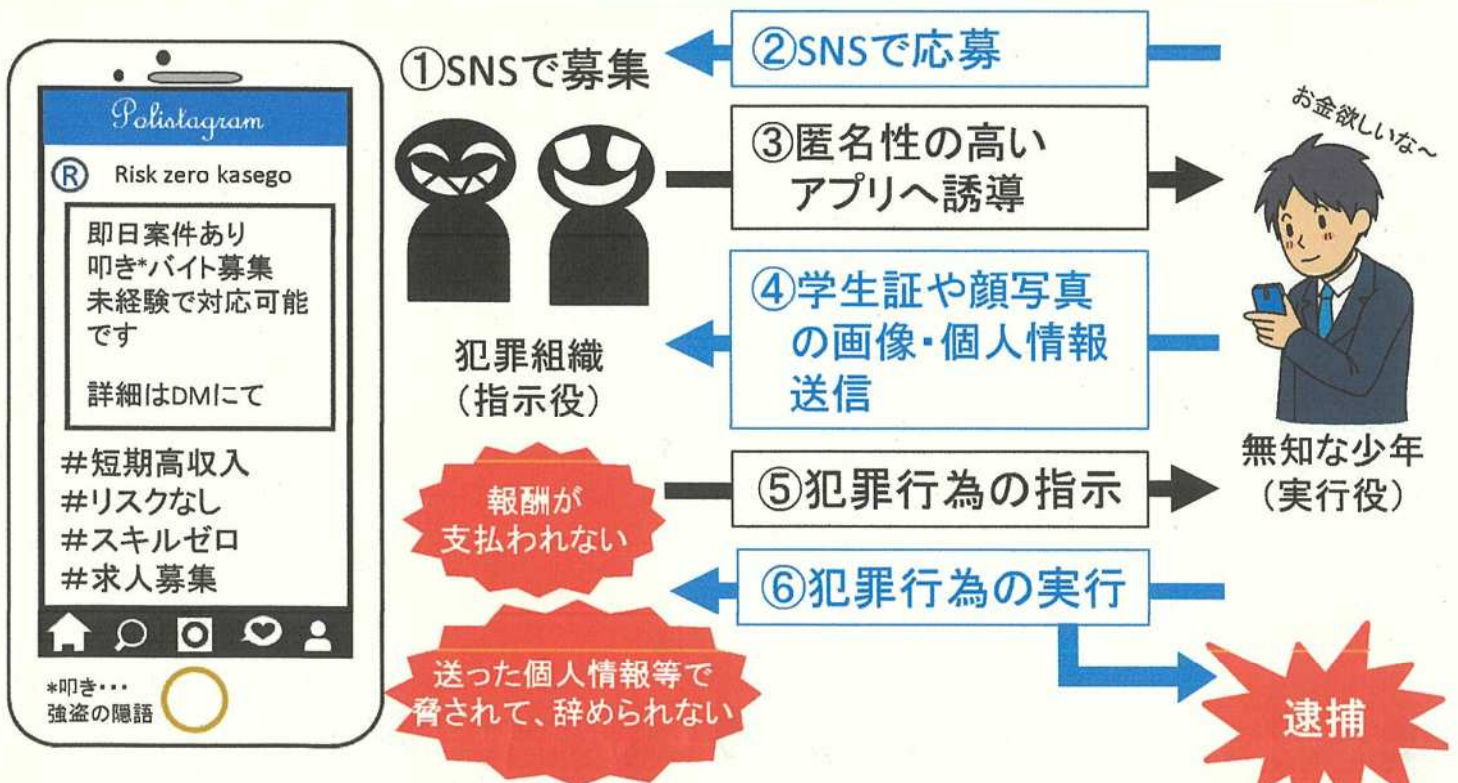 Polistagram
R Risk zero kasego
即日案件あり
叩き*バイト募集
未経験で対応可能
です
詳細はDMにて
#短期高収入
#リスクなし
#スキルゼロ
#求人募集
*叩き･･･
強盗の隠語
①SNSで募集
犯罪組織
(指示役)
②SNSで応募
③匿名性の高い
アプリへ誘導
④学生証や顔写真
の画像・個人情報
送信
⑤犯罪行為の指示
⑥犯罪行為の実行
お金欲しいな～
無知な少年
(実行役)
報酬が
支払われない
送った個人情報等で
脅されて、辞められない
逮捕